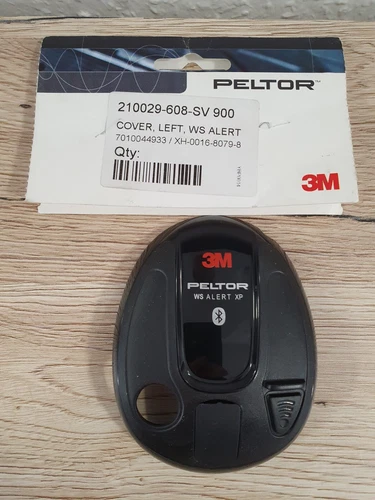 PELTOR™
210029-608-SV 900
COVER, LEFT, WS ALERT
7010044933 / XH-0016-8079-8
Qty:
3M
3M
PELTOR
WS ALERT XP